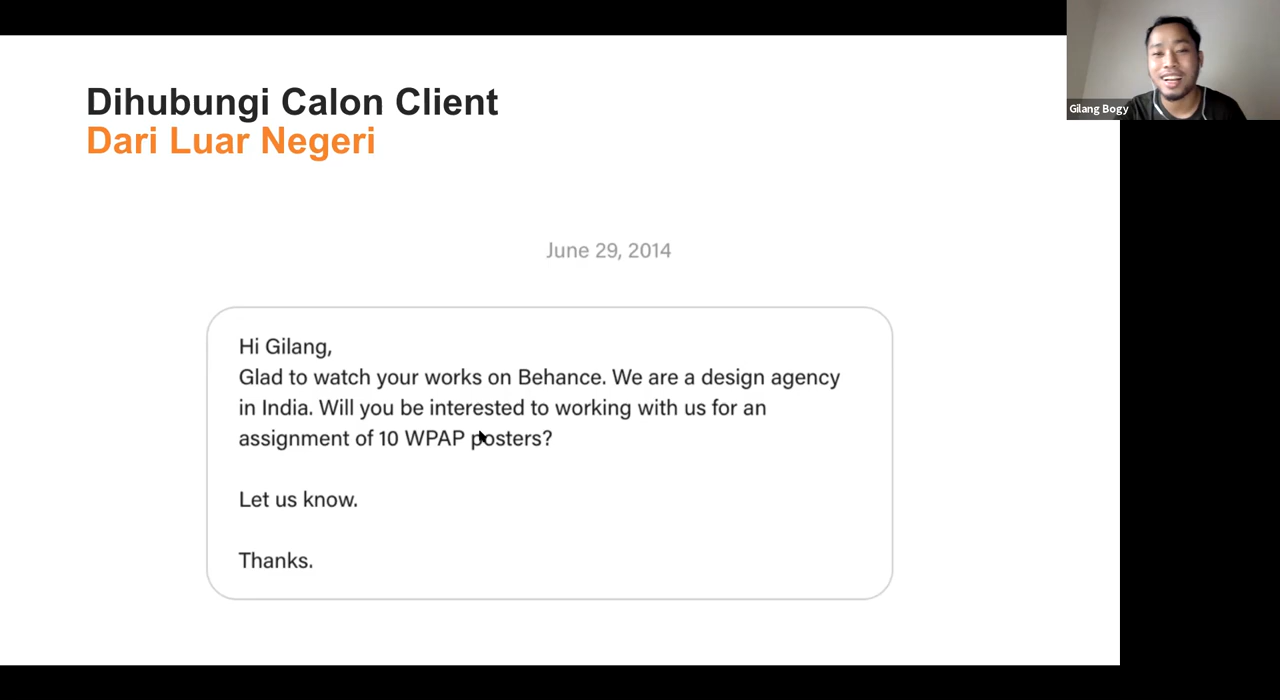 Dihubungi Calon Client
Dari Luar Negeri
Gilang Bogy
June 29, 2014
Hi Gilang,
Glad to watch your works on Behance. We are a design agency
in India. Will you be interested to working with us for an
assignment of 10 WPAP posters?
Let us know.
Thanks.